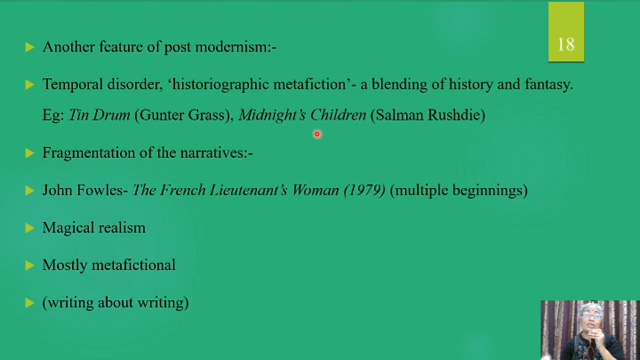 18
Another feature of post modernism:-
Temporal disorder, ‘historiographic metafiction’- a blending of history and fantasy.
Eg: Tin Drum (Gunter Grass), Midnight’s Children (Salman Rushdie)
Fragmentation of the narratives:-
John Fowles- The French Lieutenant’s Woman (1979) (multiple beginnings)
Magical realism
Mostly metafictional
(writing about writing)